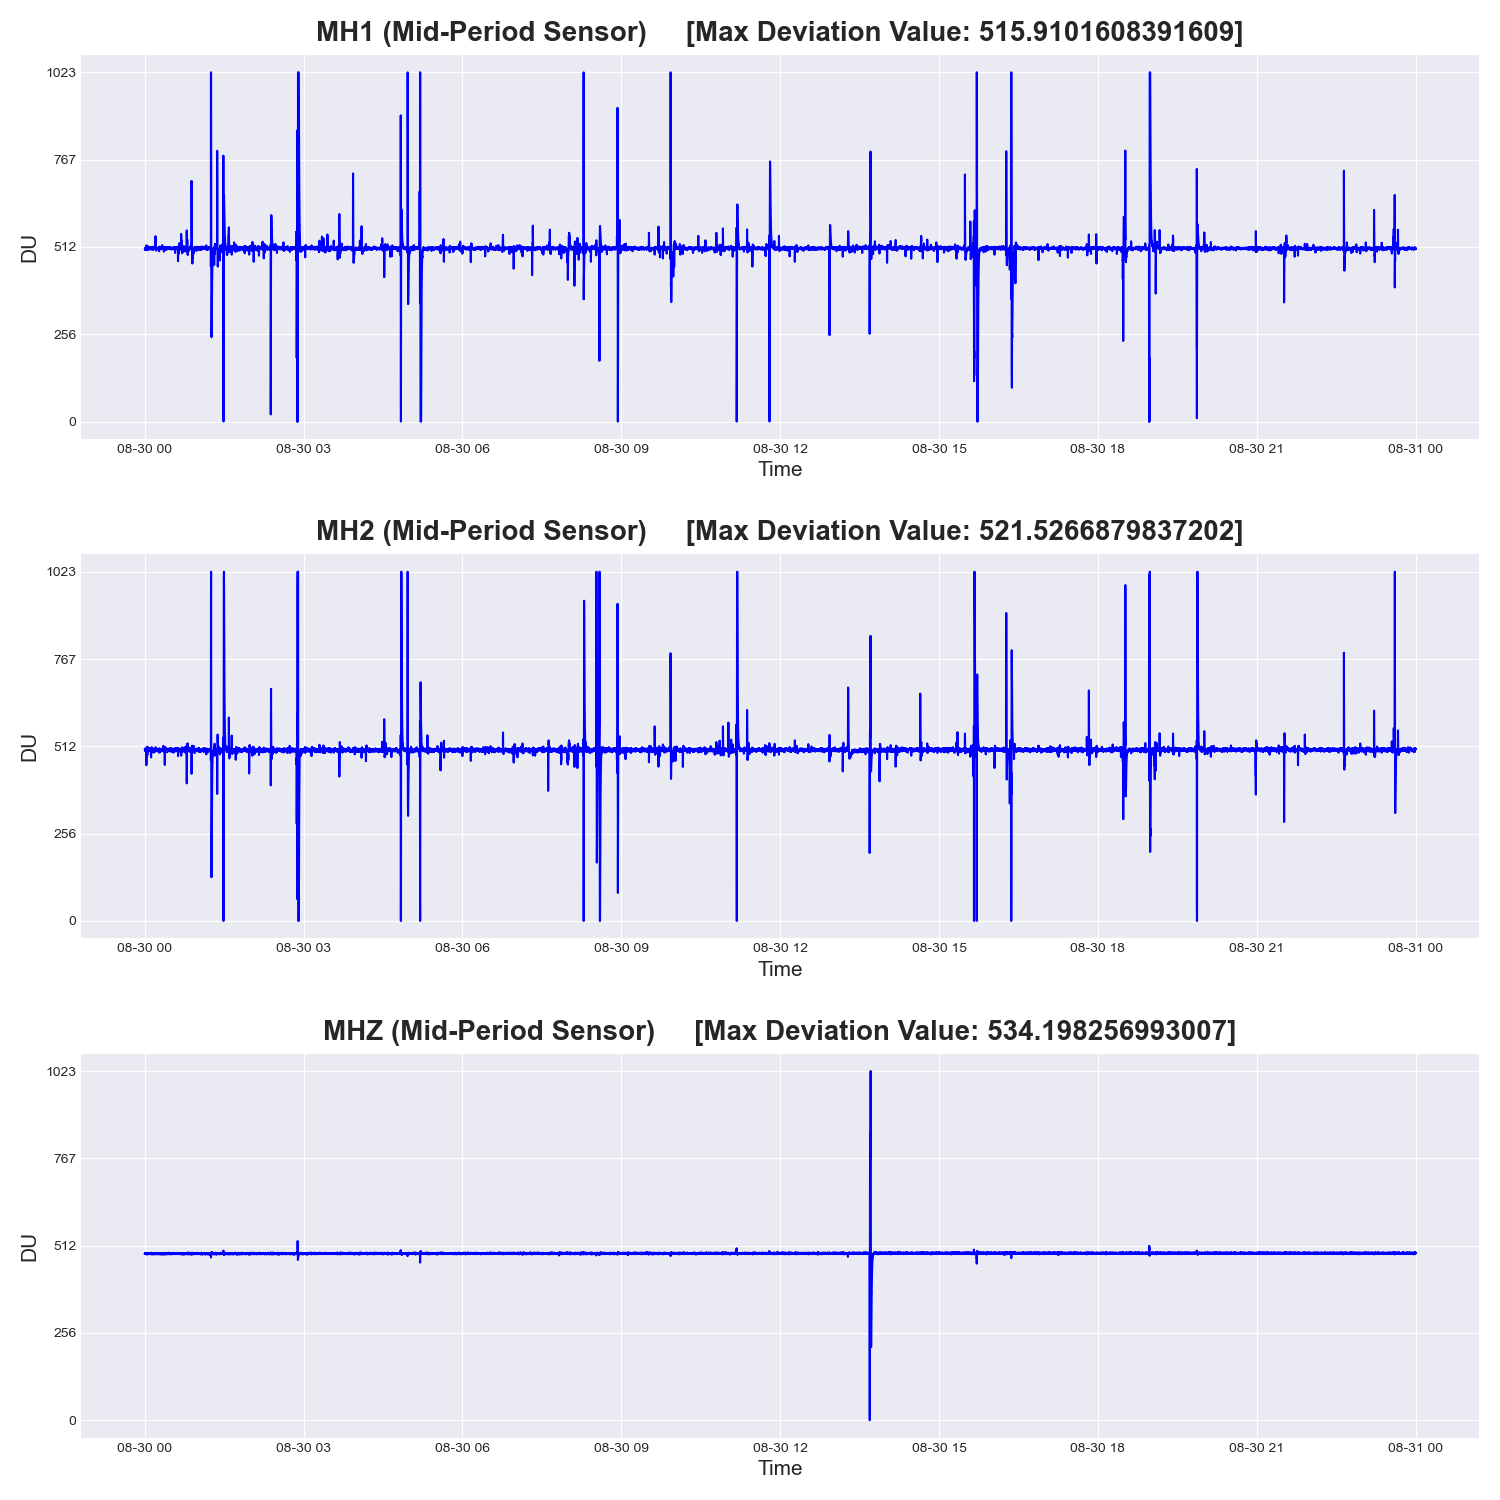 MH1 (Mid-Period Sensor) [Max Deviation Value: 515.9101608391609]
1023
767
512
256
0
DU
08-30 00 08-30 03 08-30 06 08-30 09 08-30 12 08-30 15 08-30 18 08-30 21 08-31 00
Time
MH2 (Mid-Period Sensor) [Max Deviation Value: 521.5266879837202]
1023
767
512
256
0
DU
08-30 00 08-30 03 08-30 06 08-30 09 08-30 12 08-30 15 08-30 18 08-30 21 08-31 00
Time
MHZ (Mid-Period Sensor) [Max Deviation Value: 534.198256993007]
1023
767
512
256
0
DU
08-30 00 08-30 03 08-30 06 08-30 09 08-30 12 08-30 15 08-30 18 08-30 21 08-31 00
Time